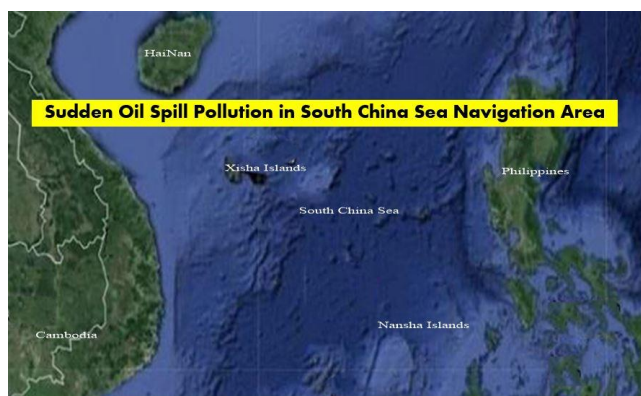 HaiNan
Sudden Oil Spill Pollution in South China Sea Navigation Area
Xisha Islands
Philippines
South China Sea
Nansha Islands
Cambodia